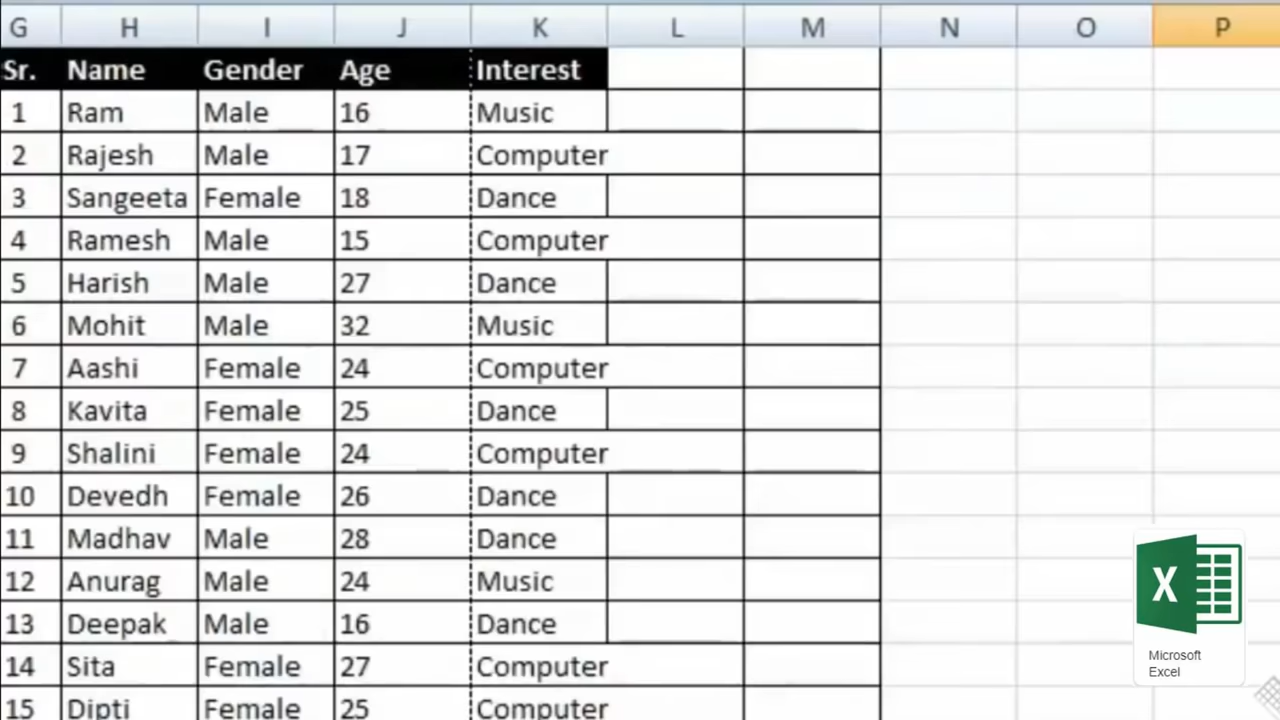 G H I J K L M N O P
Sr. Name Gender Age Interest
1 Ram Male 16 Music
2 Rajesh Male 17 Computer
3 Sangeeta Female 18 Dance
4 Ramesh Male 15 Computer
5 Harish Male 27 Dance
6 Mohit Male 32 Music
7 Aashi Female 24 Computer
8 Kavita Female 25 Dance
9 Shalini Female 24 Computer
10 Devedh Female 26 Dance
11 Madhav Male 28 Dance
12 Anurag Male 24 Music
13 Deepak Male 16 Dance
14 Sita Female 27 Computer
15 Dipti Female 25 Computer
X
Microsoft
Excel